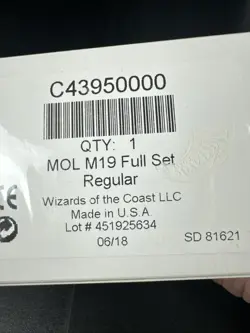 C43950000
QTY: 1
MOL M19 Full Set
Regular
Wizards of the Coast LLC
Made in U.S.A.
Lot # 451925634
06/18
SD 81621